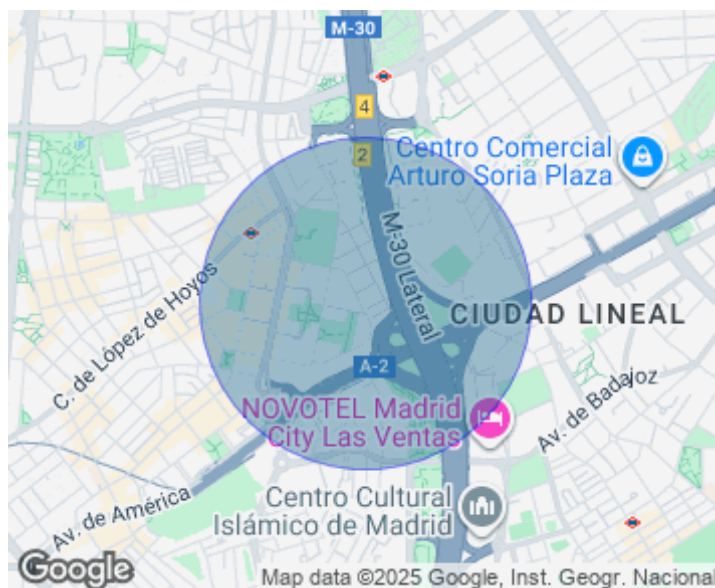 M-30
4
2
Centro Comercial
Arturo Soria Plaza
M-30 Lateral
C. de López de Hoyos
CIUDAD LINEAL
A-2
NOVOTEL Madrid
City Las Ventas
Av. de Badajoz
Av. de América
Centro Cultural
Islámico de Madrid
Google
Map data ©2025 Google, Inst. Geogr. Nacional